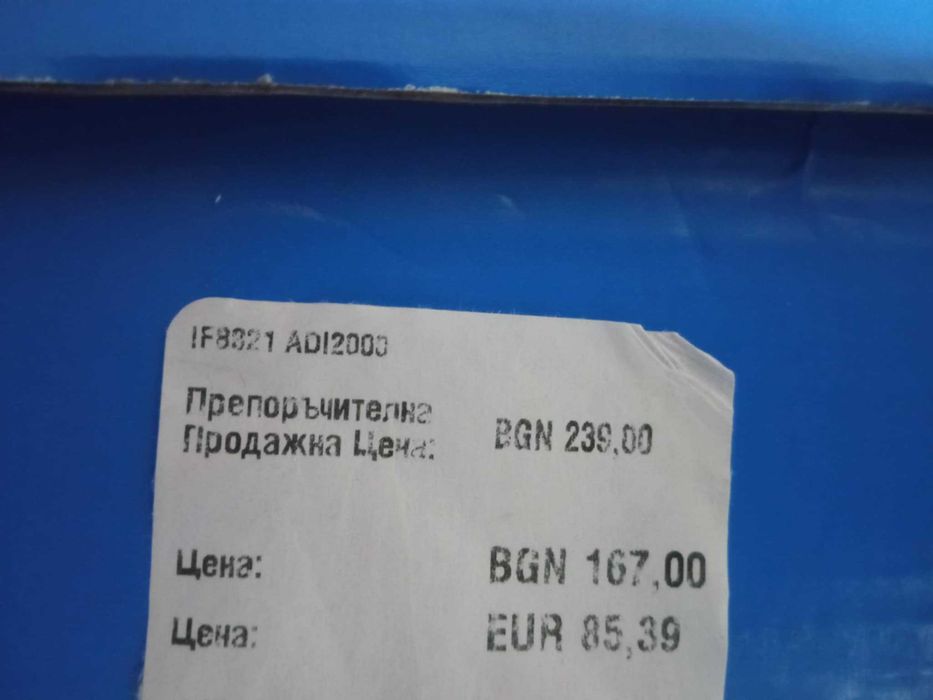 IF8321 ADI2000
Препоръчителна
Продажна Цена: BGN 239,00
Цена: BGN 167,00
Цена: EUR 85,39